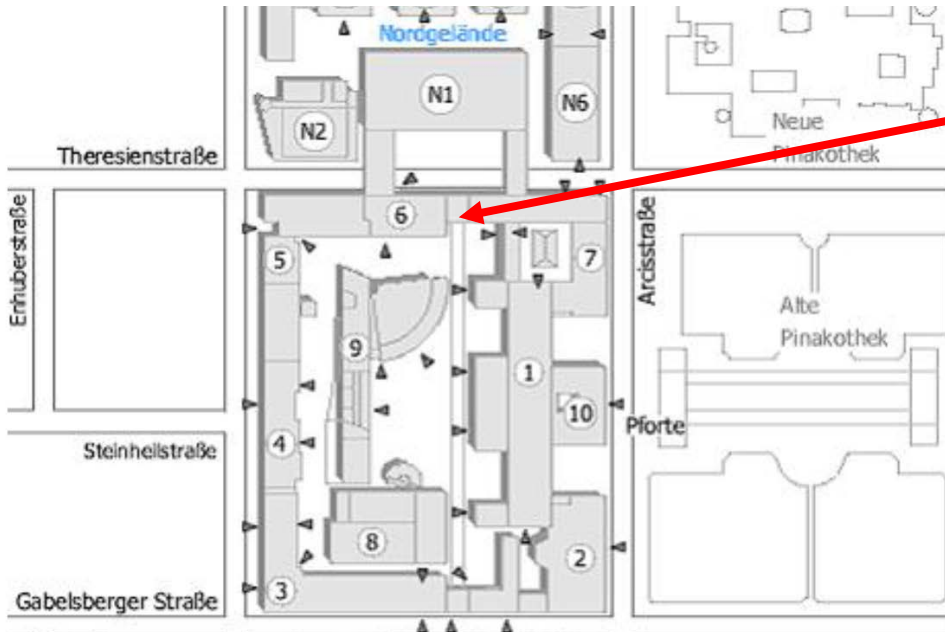 Nordgelände
N1
N2
N6
Neue
Pinakothek
Theresienstraße
6
5
7
Enhuberstraße
Arcisstraße
Alte
Pinakothek
9
1
10
Pforte
Steinheilstraße
4
8
2
3
Gabelsberger Straße